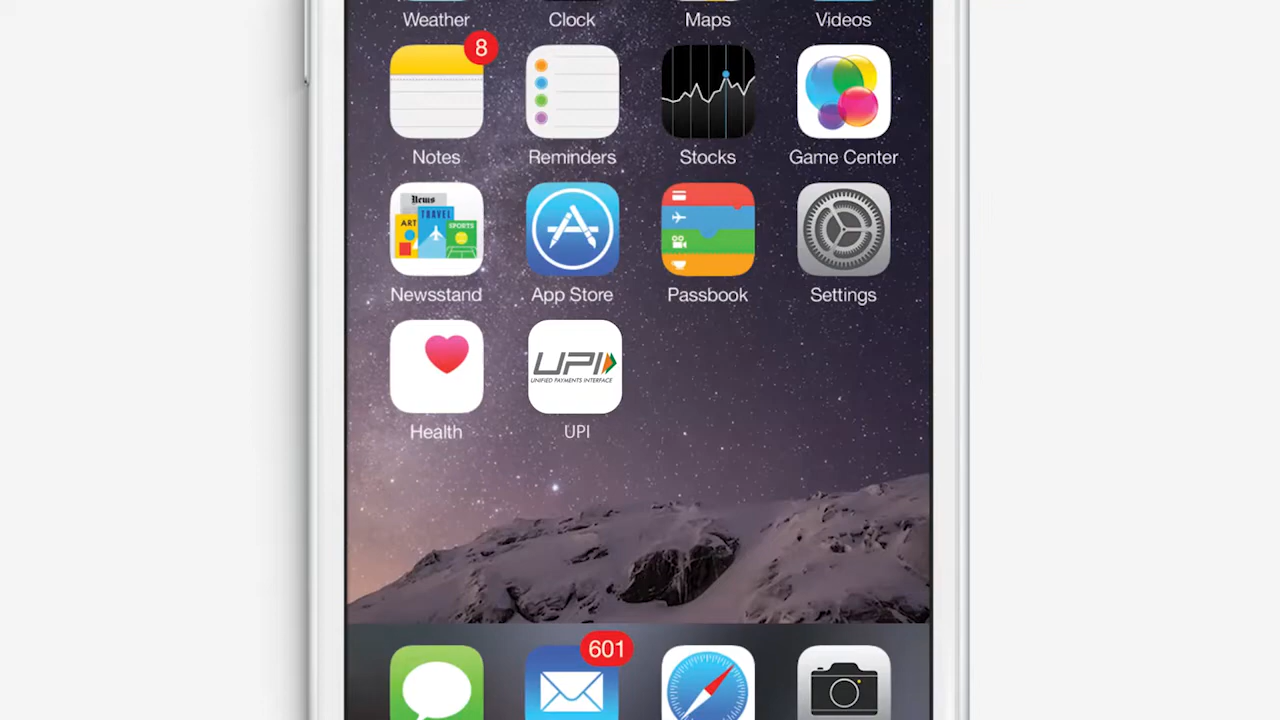 Weather Clock Maps Videos
8
Notes Reminders Stocks Game Center
News
ART TRAVEL SPORTS
Newsstand App Store Passbook Settings
UPI
UNIFIED PAYMENTS INTERFACE
Health UPI
601